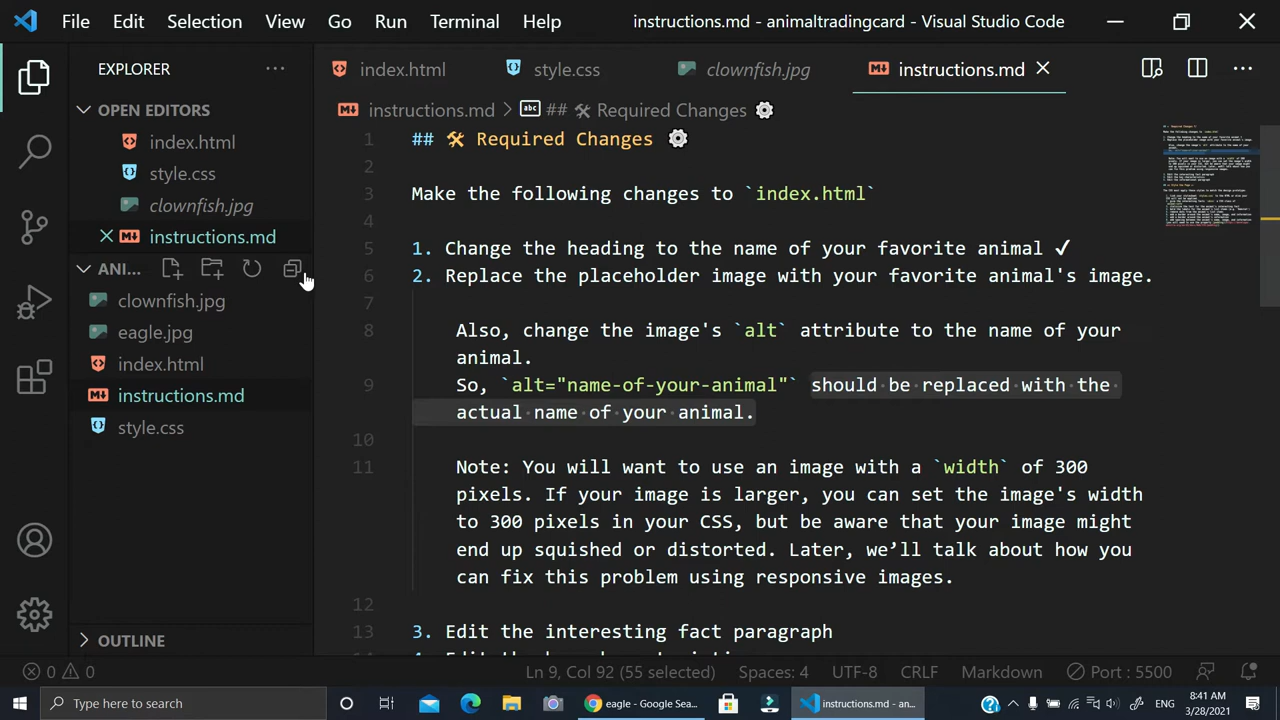 File Edit Selection View Go Run Terminal Help instructions.md - animaltradingcard - Visual Studio Code
EXPLORER ···
index.html style.css clownfish.jpg instructions.md ···
OPEN EDITORS
index.html
style.css
clownfish.jpg
instructions.md
ANI...
clownfish.jpg
eagle.jpg
index.html
instructions.md
style.css
OUTLINE
instructions.md > abc ## 🛠 Required Changes ⚙
1 ## 🛠 Required Changes ⚙
2
3 Make the following changes to `index.html`
4
5 1. Change the heading to the name of your favorite animal ✓
6 2. Replace the placeholder image with your favorite animal's image.
7
8 Also, change the image's `alt` attribute to the name of your
animal.
9 So, `alt="name-of-your-animal"` should·be·replaced·with·the·
actual·name·of·your·animal.
10
11 Note: You will want to use an image with a `width` of 300
pixels. If your image is larger, you can set the image's width
to 300 pixels in your CSS, but be aware that your image might
end up squished or distorted. Later, we’ll talk about how you
can fix this problem using responsive images.
12
13 3. Edit the interesting fact paragraph
0 0 Ln 9, Col 92 (55 selected) Spaces: 4 UTF-8 CRLF Markdown Port : 5500
Type here to search eagle - Google Sea... instructions.md - an... ENG 8:41 AM
3/28/2021